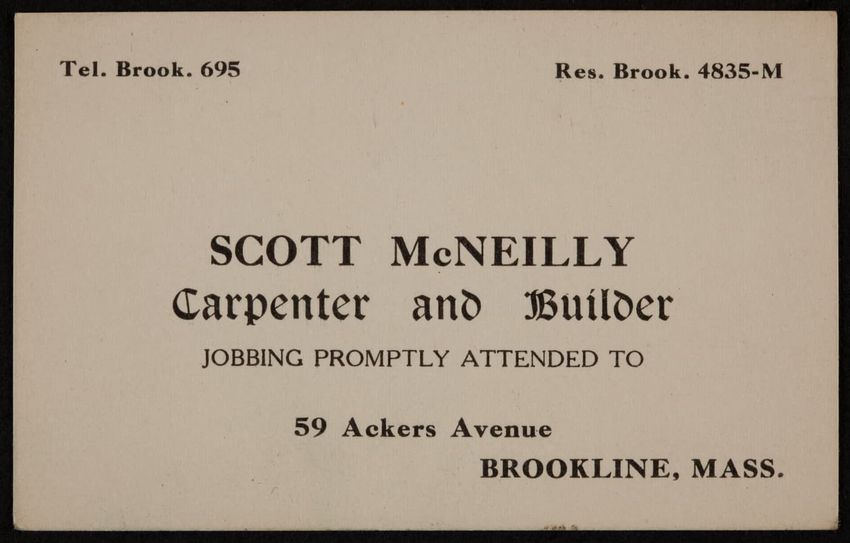 Tel. Brook. 695
Res. Brook. 4835-M
SCOTT McNEILLY
Carpenter and Builder
JOBBING PROMPTLY ATTENDED TO
59 Ackers Avenue
BROOKLINE, MASS.